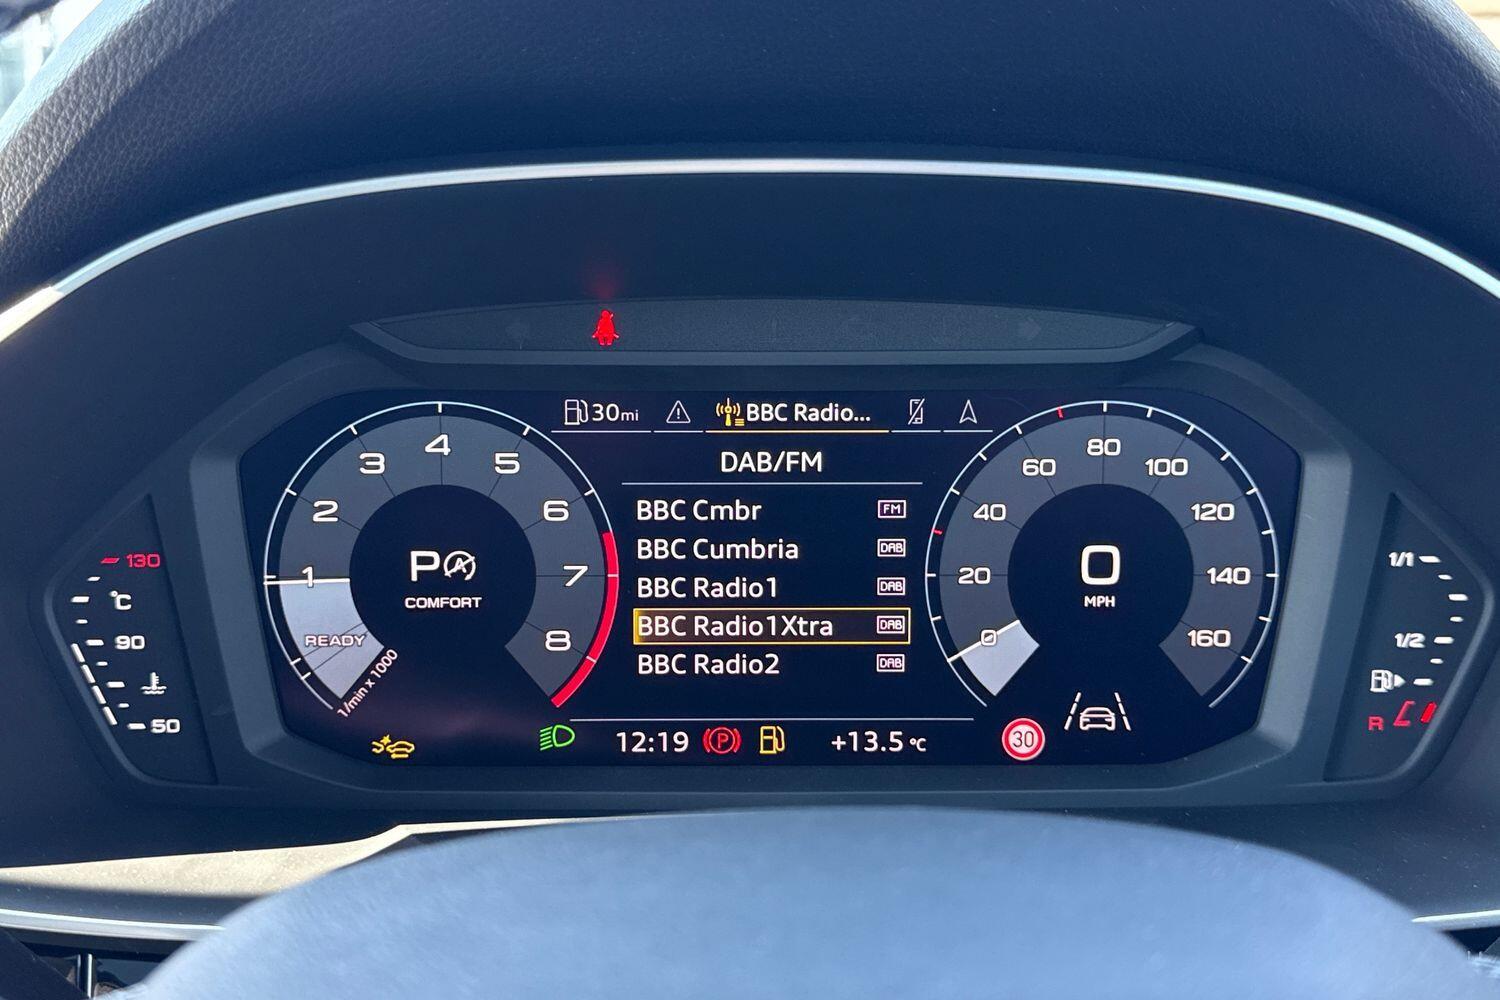 30mi BBC Radio...
DAB/FM
BBC Cmbr FM
BBC Cumbria DAB
BBC Radio1 DAB
BBC Radio1Xtra DAB
BBC Radio2 DAB
12:19 P +13.5 °C
1 2 3 4 5 6 7 8
P A
COMFORT
READY
1/min x 1000
0 20 40 60 80 100 120 140 160
0
MPH
30
130
°C
90
50
1/1
1/2
R